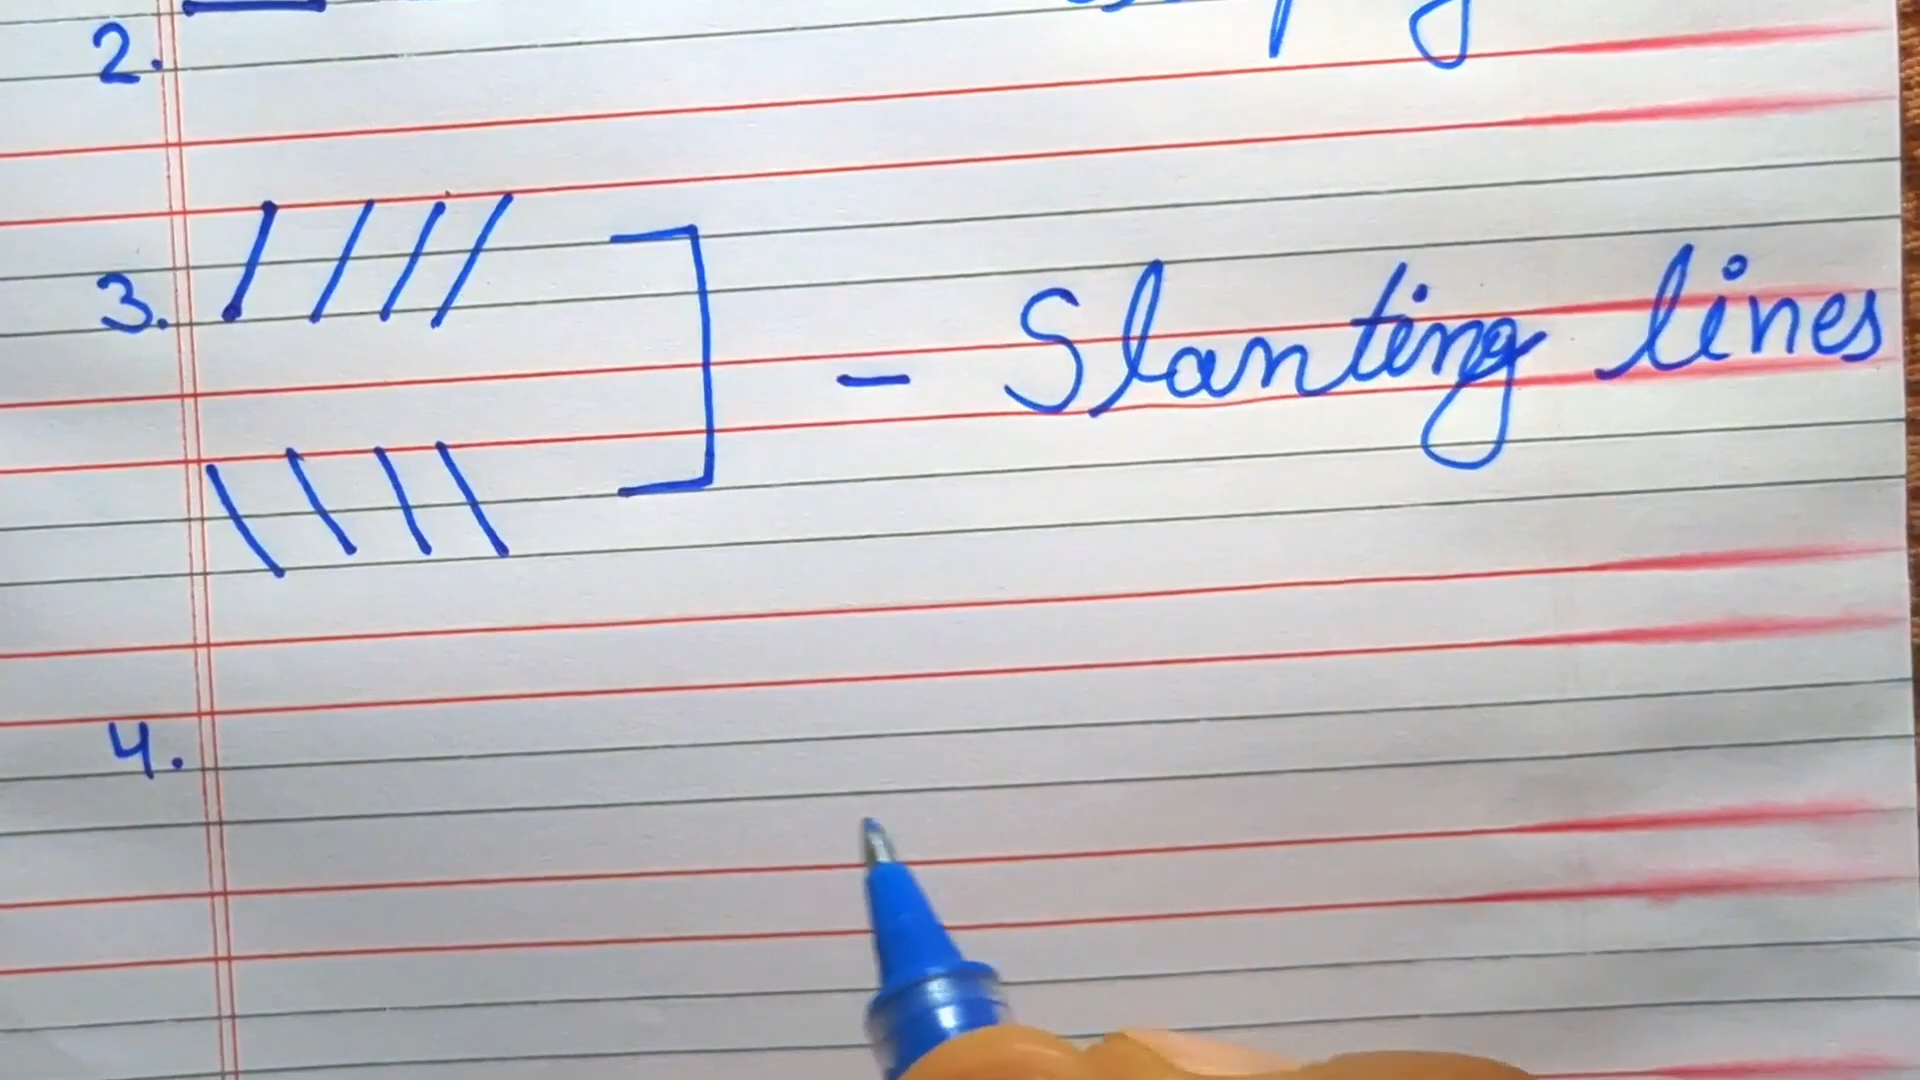 2.
3. //// ] - Slanting lines
\\\\
4.